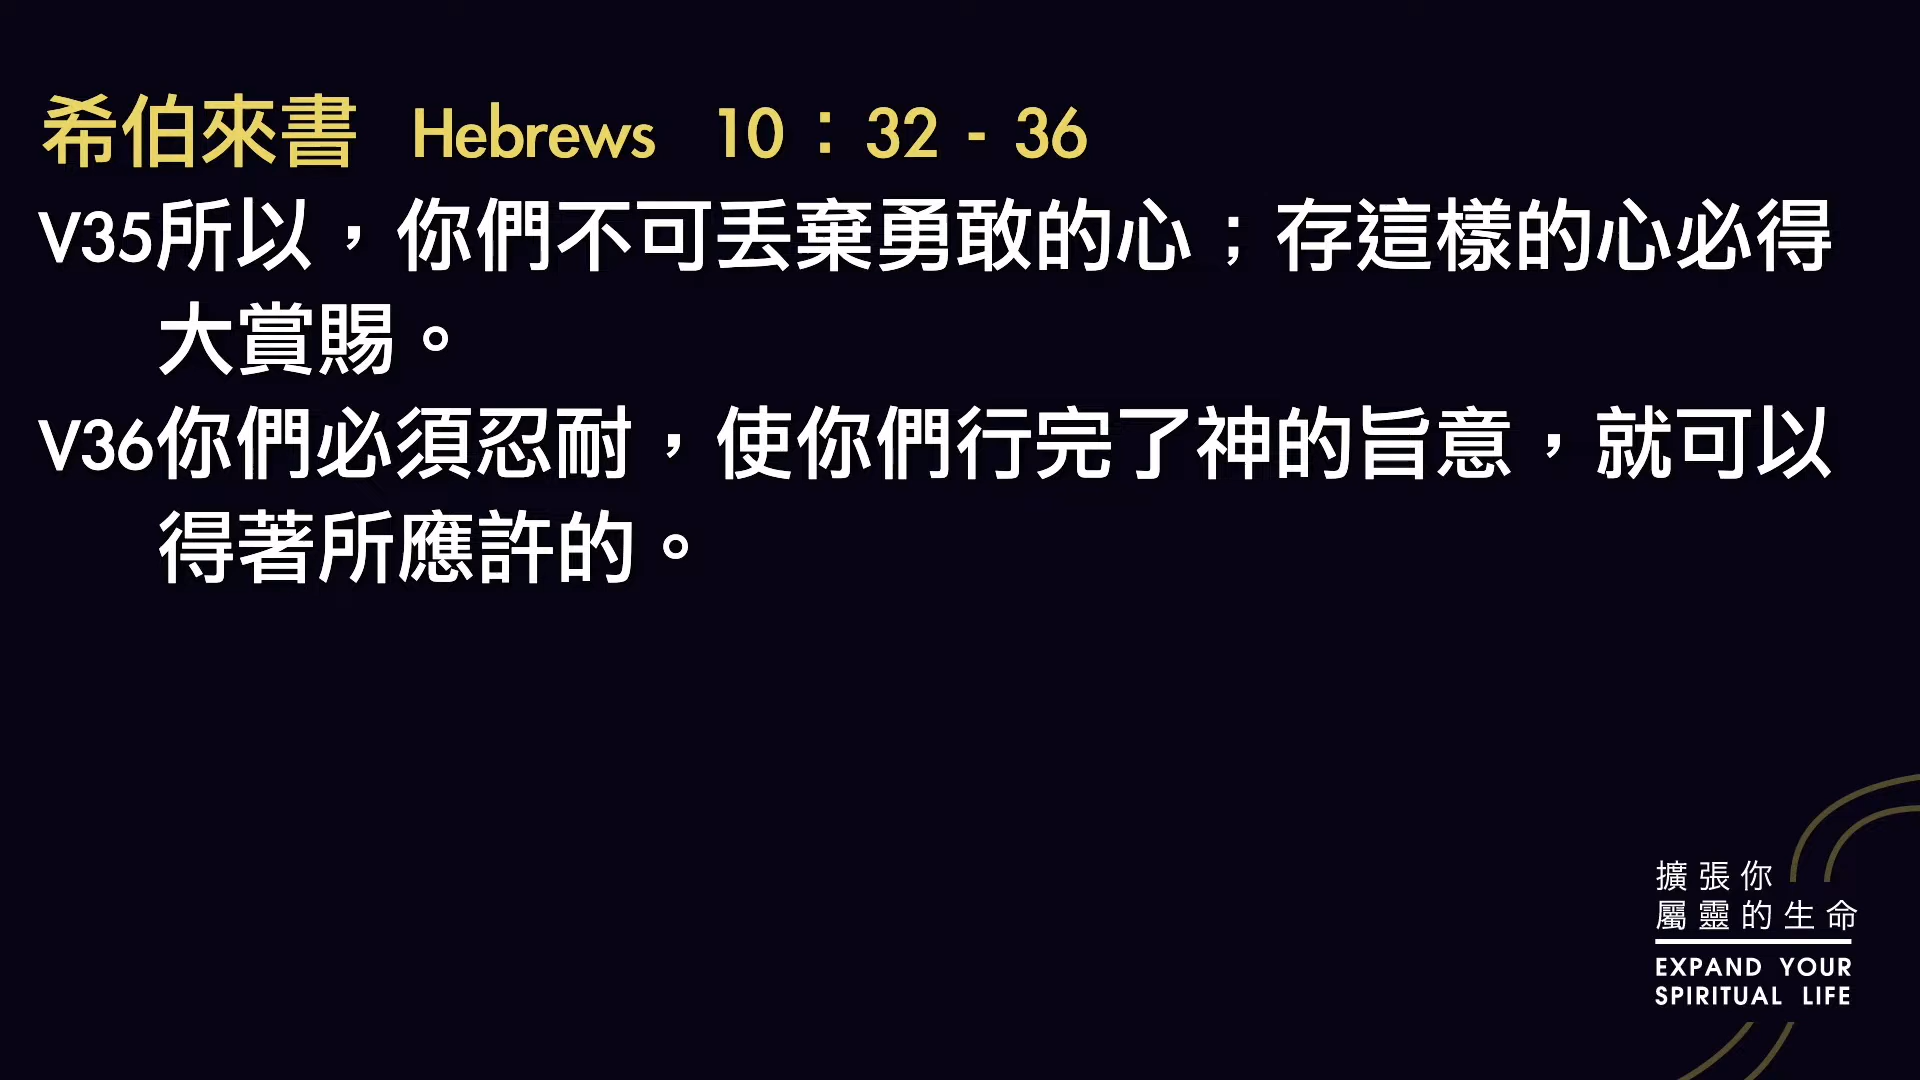 希伯來書 Hebrews 10：32 - 36
V35所以，你們不可丟棄勇敢的心；存這樣的心必得
大賞賜。
V36你們必須忍耐，使你們行完了神的旨意，就可以
得著所應許的。
擴張你
屬靈的生命
EXPAND YOUR
SPIRITUAL LIFE